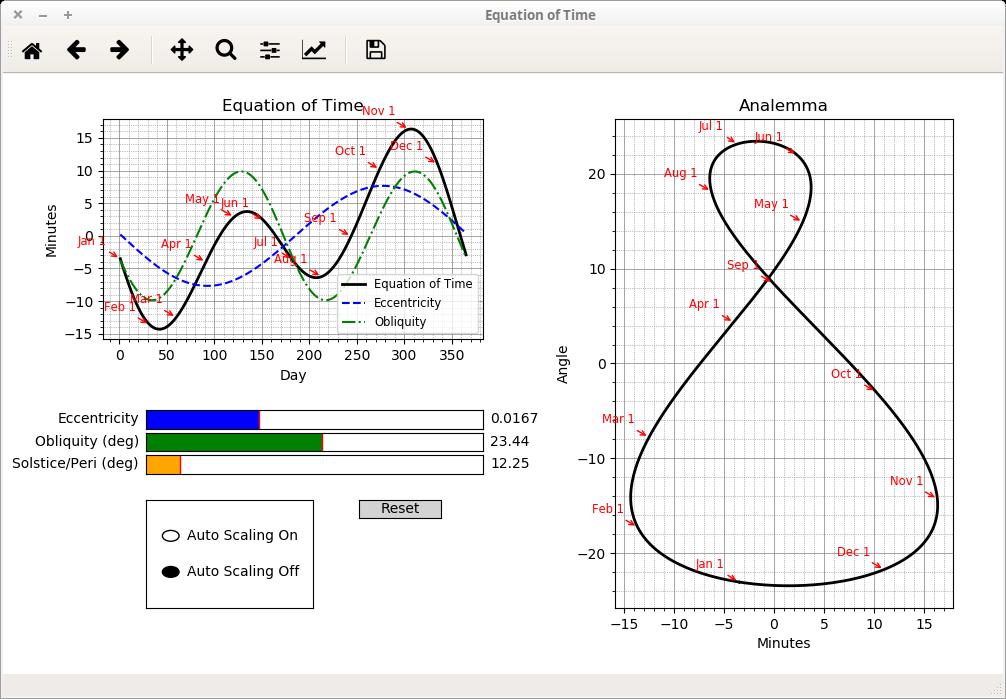 Equation of Time
Equation of Time
Nov 1
Oct 1
Dec 1
May 1
Jun 1
Sep 1
Jan 1
Apr 1
Jul 1
Aug 1
Feb 1
Mar 1
Minutes
15
10
5
0
−5
−10
−15
Equation of Time
Eccentricity
Obliquity
0 50 100 150 200 250 300 350
Day
Eccentricity 0.0167
Obliquity (deg) 23.44
Solstice/Peri (deg) 12.25
Auto Scaling On
Auto Scaling Off
Reset
Analemma
Jul 1
Jun 1
Aug 1
May 1
Sep 1
Apr 1
Oct 1
Mar 1
Nov 1
Feb 1
Dec 1
Jan 1
Angle
20
10
0
−10
−20
−15 −10 −5 0 5 10 15
Minutes